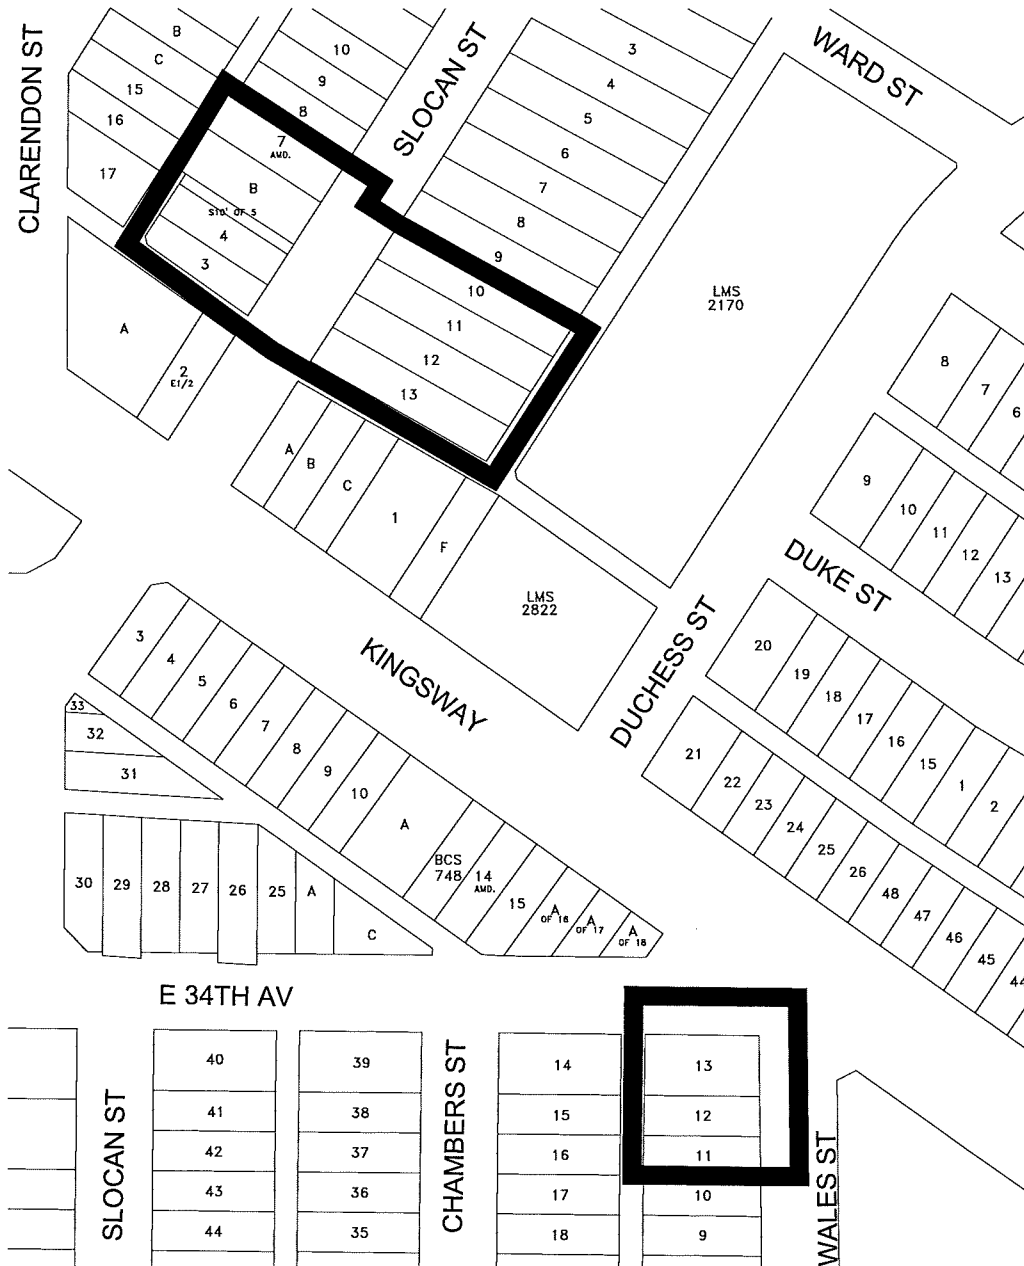 CLARENDON ST
SLOCAN ST
WARD ST
B
C
15
16
17
10
9
8
7
AMD.
B
S10' OF 5
4
3
3
4
5
6
7
8
9
10
11
12
13
LMS
2170
A
2
E1/2
A
B
C
1
F
LMS
2822
8
7
6
9
10
11
12
13
DUKE ST
DUCHESS ST
KINGSWAY
20
19
18
17
16
15
1
2
21
22
23
24
25
26
48
47
46
45
44
3
4
5
6
7
8
9
10
A
BCS
748
14
AMD.
15
A
OF 16
A
OF 17
A
OF 18
33
32
31
30
29
28
27
26
25
A
C
E 34TH AV
SLOCAN ST
40
41
42
43
44
39
38
37
36
35
CHAMBERS ST
14
15
16
17
18
13
12
11
10
9
WALES ST